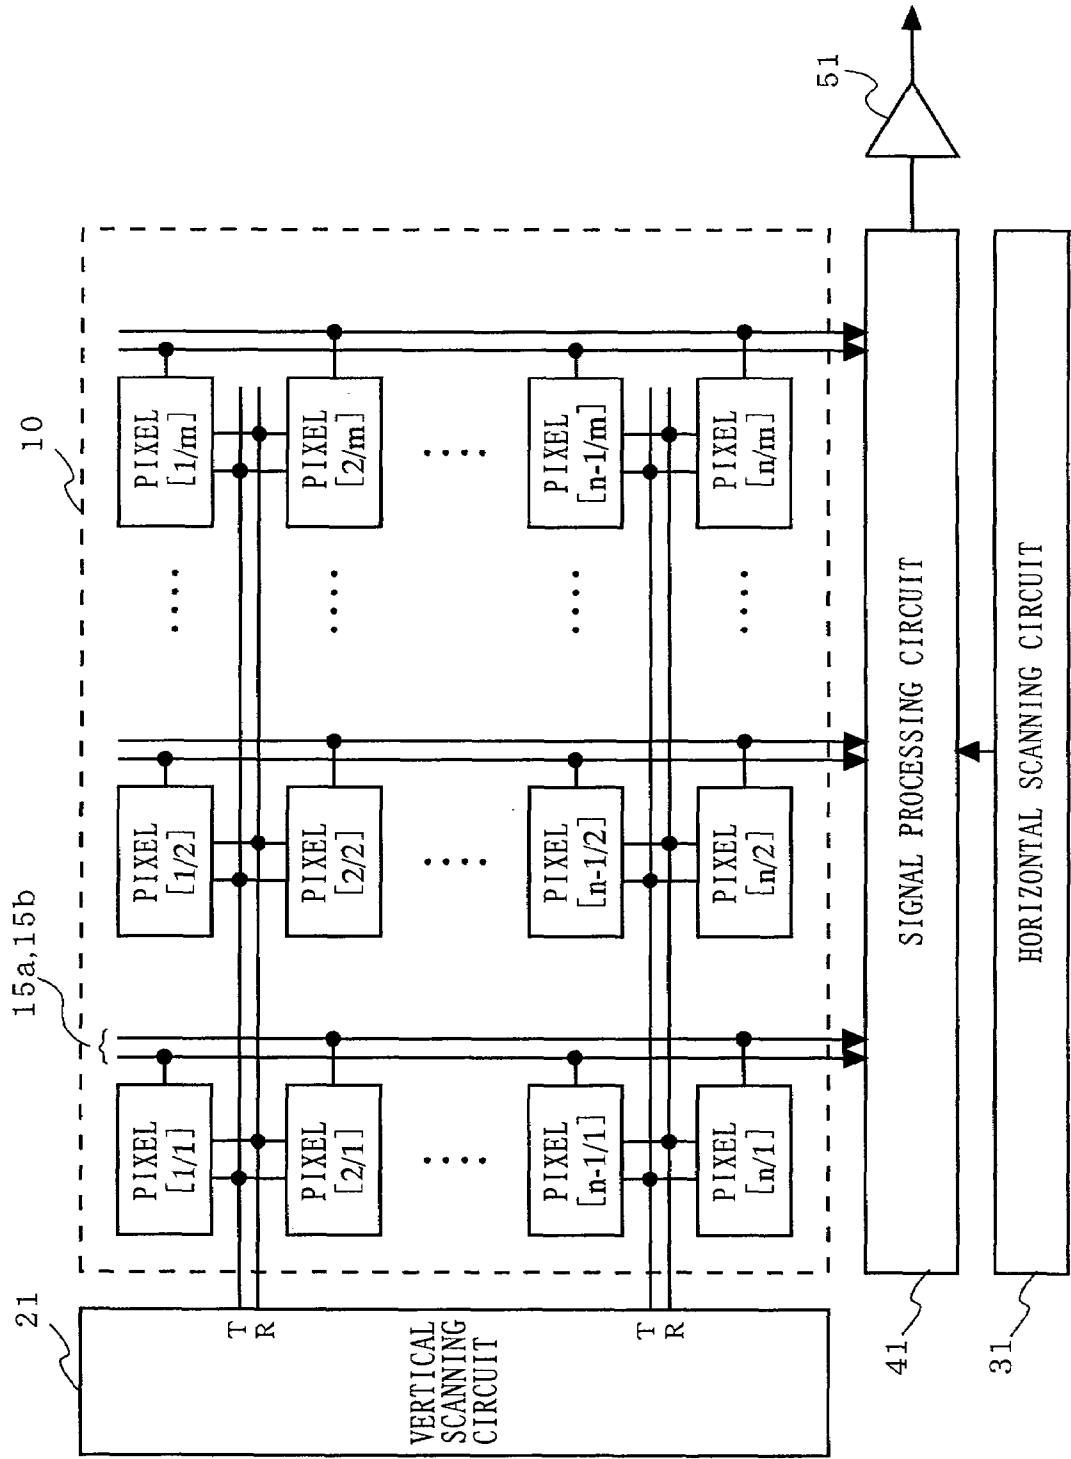 10
15a,15b
21
PIXEL
[1/1]
PIXEL
[1/2]
....
PIXEL
[1/m]
T
R
PIXEL
[2/1]
PIXEL
[2/2]
....
PIXEL
[2/m]
....
....
....
VERTICAL
SCANNING
CIRCUIT
PIXEL
[n-1/1]
PIXEL
[n-1/2]
....
PIXEL
[n-1/m]
T
R
PIXEL
[n/1]
PIXEL
[n/2]
....
PIXEL
[n/m]
51
41
SIGNAL PROCESSING CIRCUIT
31
HORIZONTAL SCANNING CIRCUIT